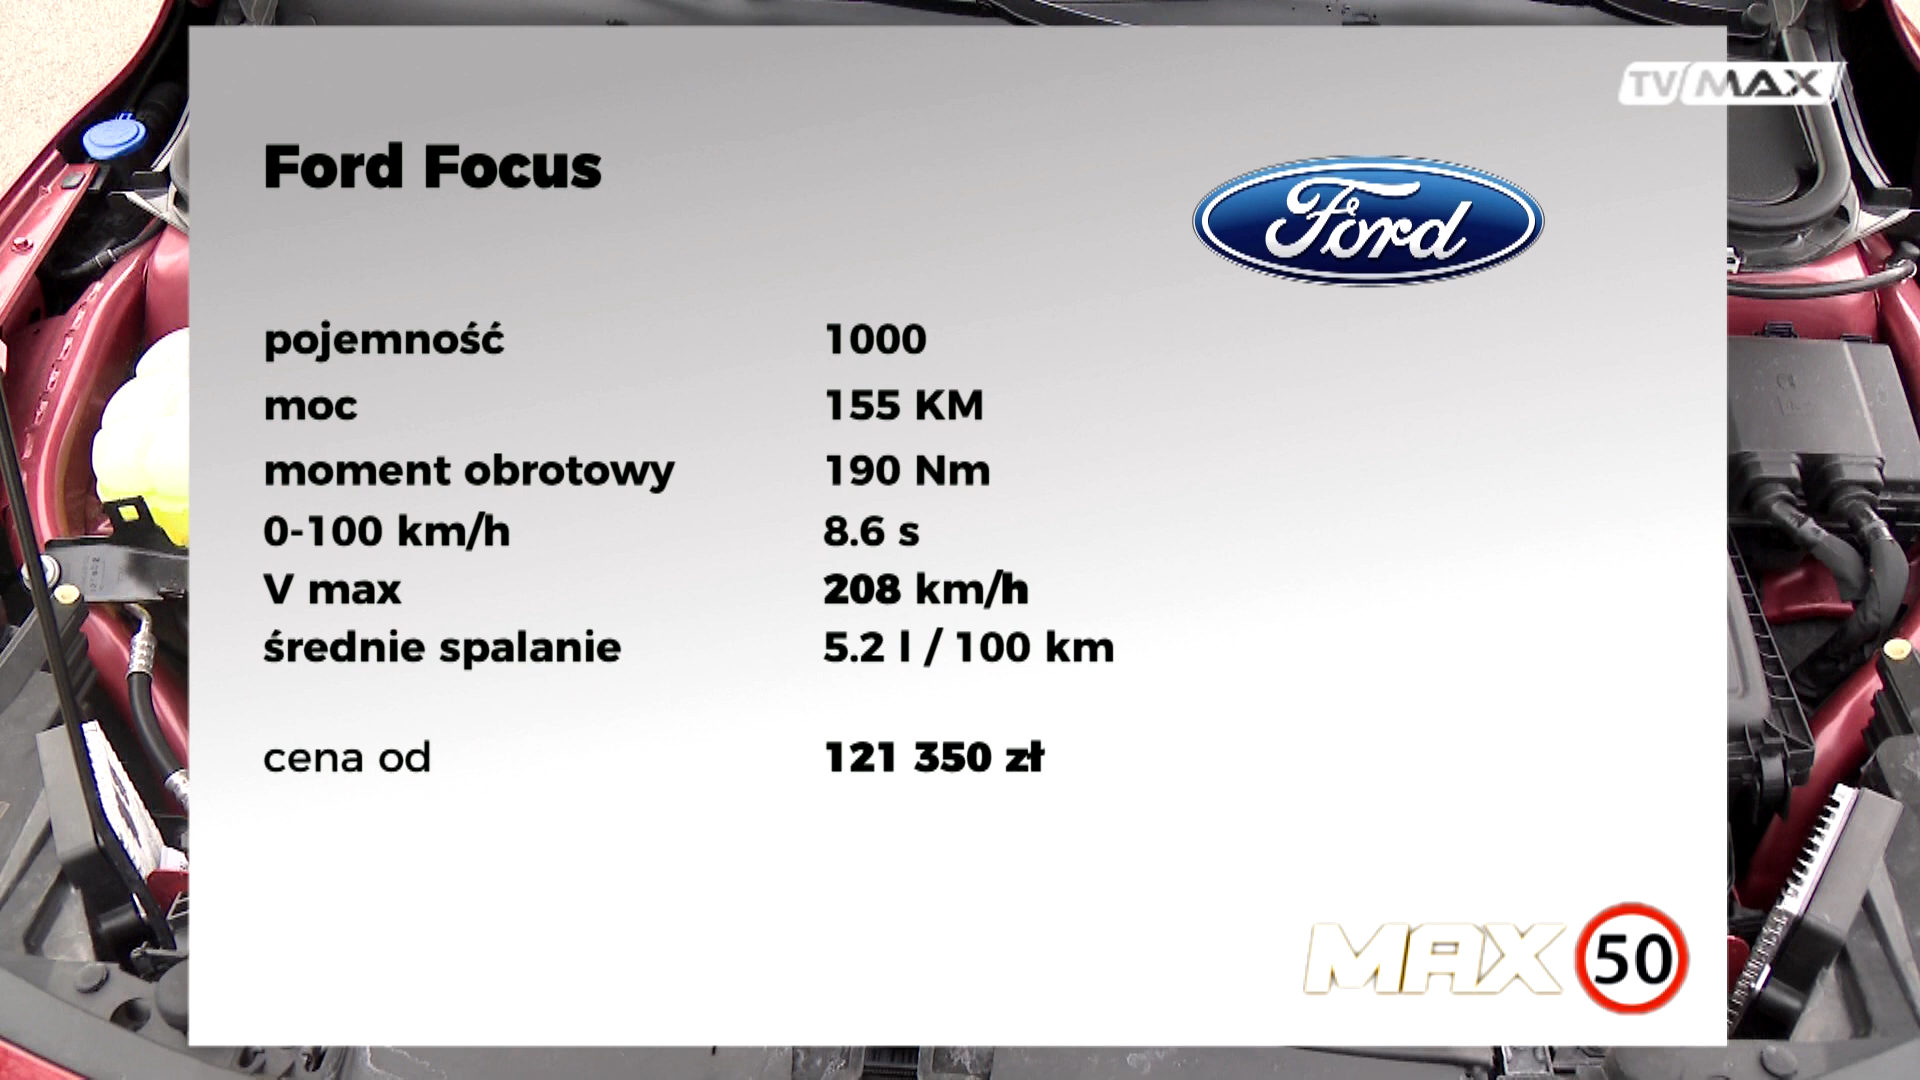 TV MAX
Ford Focus
Ford
pojemność 1000
moc 155 KM
moment obrotowy 190 Nm
0-100 km/h 8.6 s
V max 208 km/h
średnie spalanie 5.2 l / 100 km
cena od 121 350 zł
MAX 50